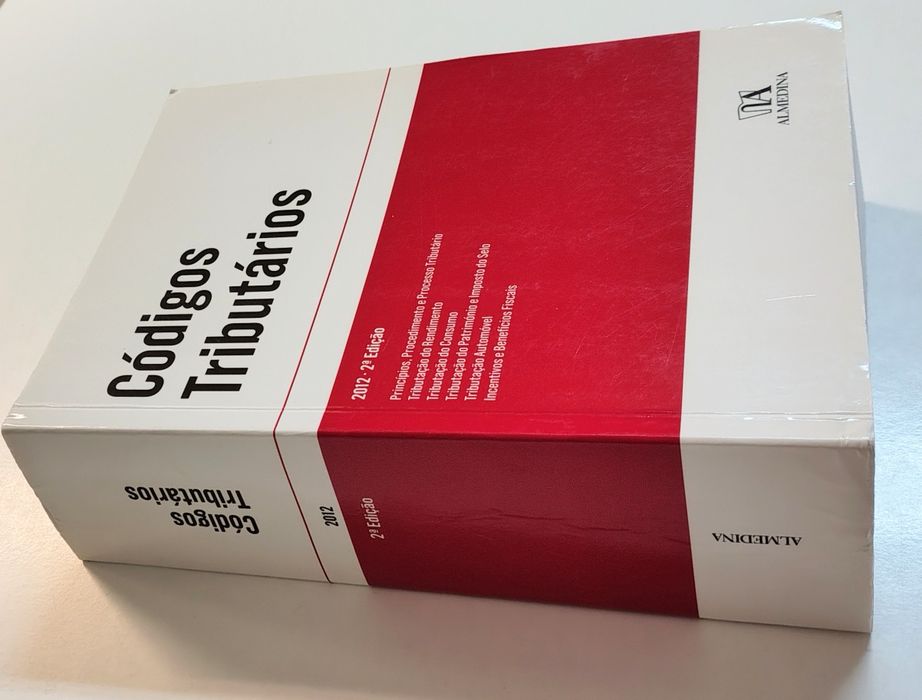 Códigos
Tributários
2012 · 2ª Edição
Princípios, Procedimento e Processo Tributário
Tributação do Rendimento
Tributação do Consumo
Tributação do Património e Imposto do Selo
Tributação Automóvel
Incentivos e Benefícios Fiscais
ALMEDINA
Códigos
Tributários
2012
2ª Edição
ALMEDINA